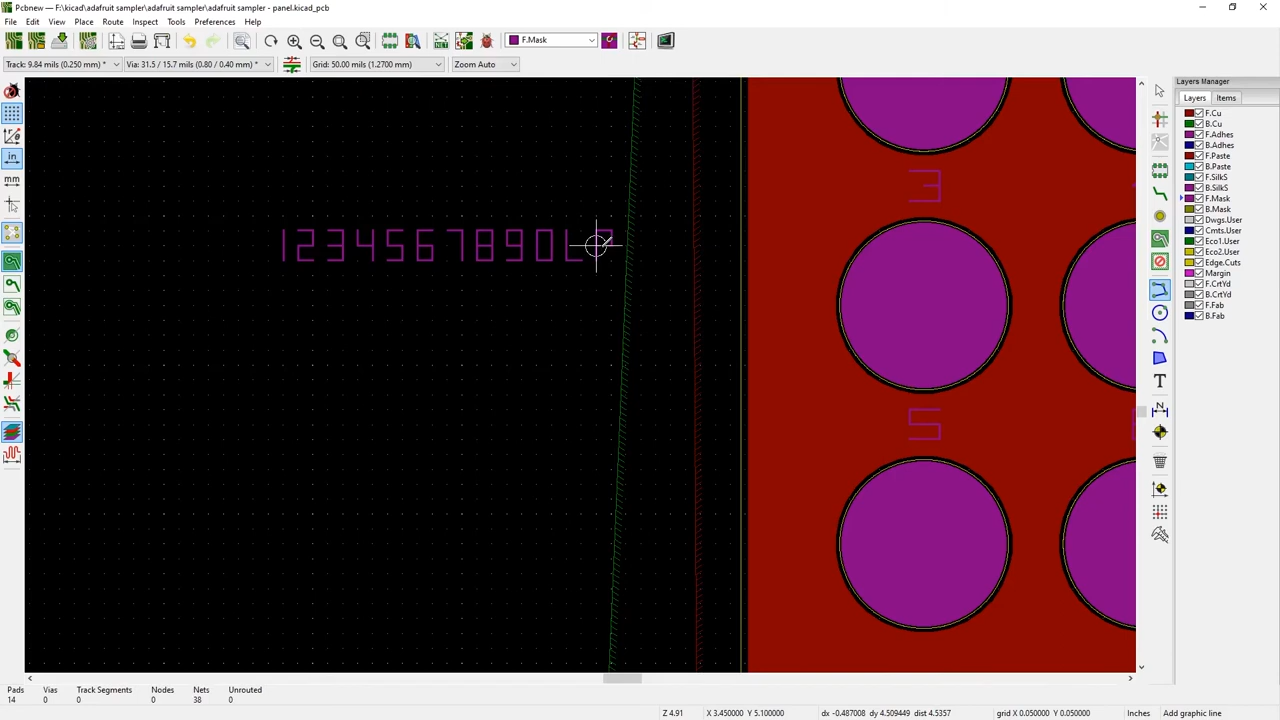 Pcbnew — F:\kicad\adafruit sampler\adafruit sampler\adafruit sampler - panel.kicad_pcb
File Edit View Place Route Inspect Tools Preferences Help
F.Mask
Track: 9.84 mils (0.250 mm) * Via: 31.5 / 15.7 mils (0.80 / 0.40 mm) * Grid: 50.00 mils (1.2700 mm) Zoom Auto
Layers Manager
Layers Items
F.Cu
B.Cu
F.Adhes
B.Adhes
F.Paste
B.Paste
F.SilkS
B.SilkS
F.Mask
B.Mask
Dwgs.User
Cmts.User
Eco1.User
Eco2.User
Edge.Cuts
Margin
F.CrtYd
B.CrtYd
F.Fab
B.Fab
in
mm
NET
1234567890L
3
5
T
Pads Vias Track Segments Nodes Nets Unrouted
14 0 0 0 38 0
Z 4.91 X 3.450000 Y 5.100000 dx -0.487008 dy 4.509449 dist 4.5357 grid X 0.050000 Y 0.050000 Inches Add graphic line